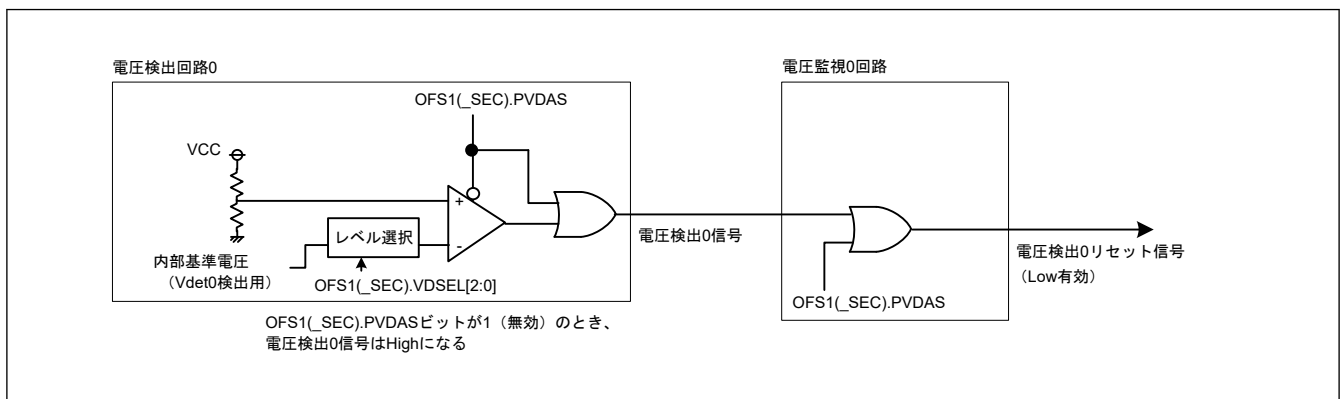 電圧検出回路0
電圧監視0回路
OFS1(_SEC).PVDAS
VCC
+
レベル選択
-
電圧検出0信号
内部基準電圧
（Vdet0検出用）
OFS1(_SEC).VDSEL[2:0]
OFS1(_SEC).PVDAS
電圧検出0リセット信号
（Low有効）
OFS1(_SEC).PVDASビットが1（無効）のとき、
電圧検出0信号はHighになる